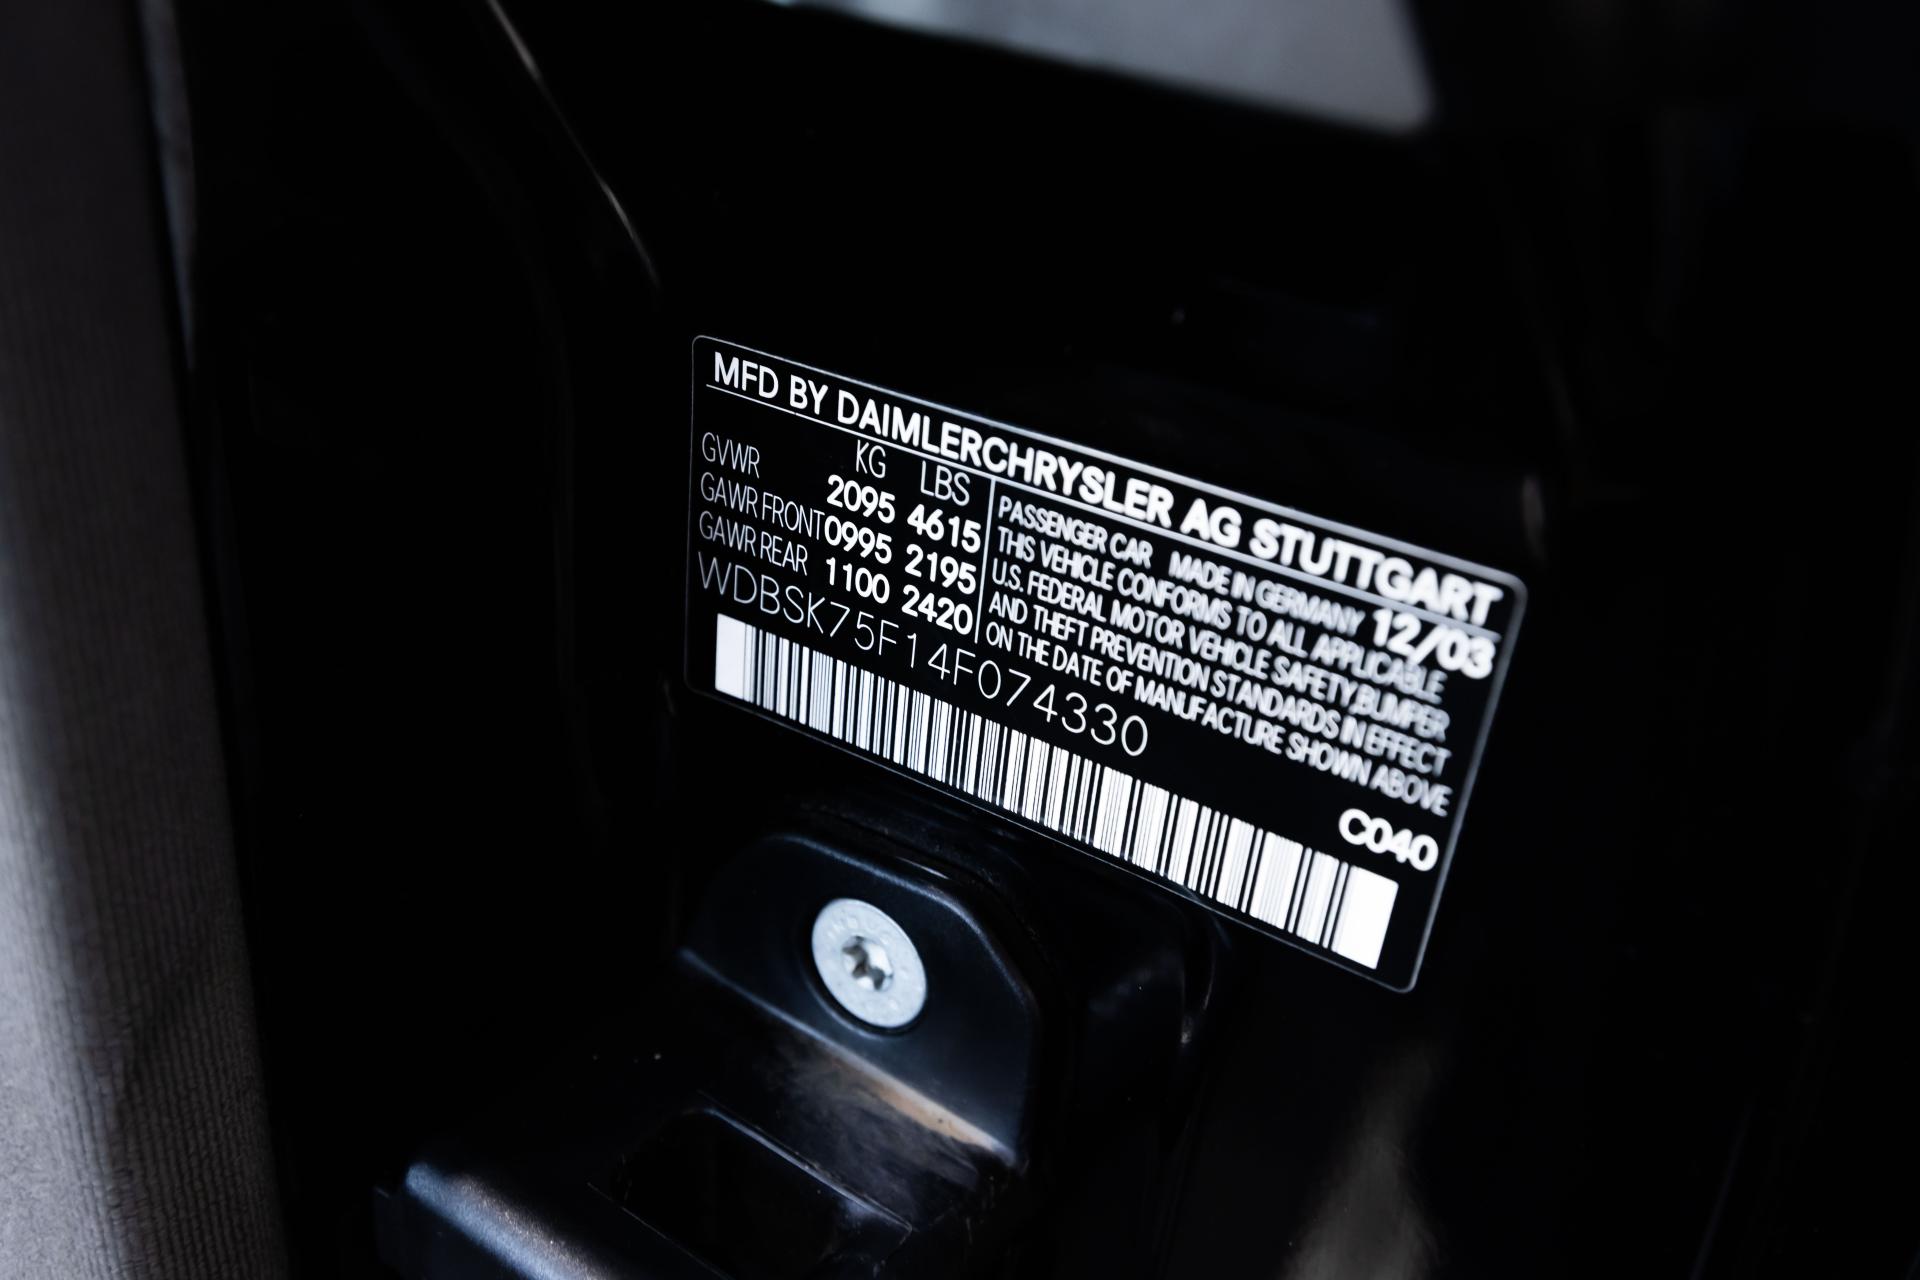 MFD BY DAIMLERCHRYSLER AG STUTTGART
KG LBS
GVWR 2095 4615
GAWR FRONT 0995 2195
GAWR REAR 1100 2420
WDBSK75F14F074330
PASSENGER CAR MADE IN GERMANY 12/03
THIS VEHICLE CONFORMS TO ALL APPLICABLE
U.S. FEDERAL MOTOR VEHICLE SAFETY,BUMPER
AND THEFT PREVENTION STANDARDS IN EFFECT
ON THE DATE OF MANUFACTURE SHOWN ABOVE
C040